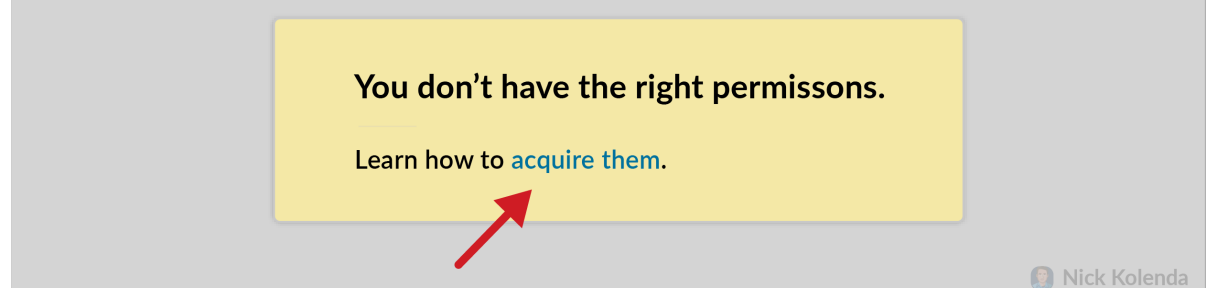 You don’t have the right permissons.
Learn how to acquire them.
Nick Kolenda